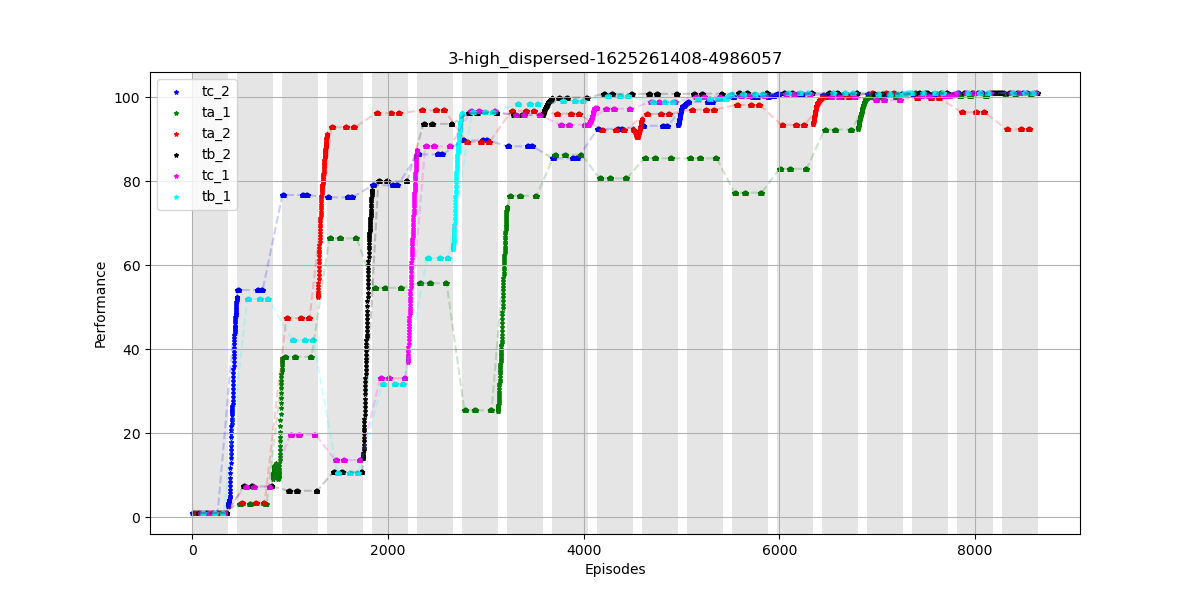 3-high_dispersed-1625261408-4986057
100
80
60
40
20
0
Performance
tc_2
ta_1
ta_2
tb_2
tc_1
tb_1
0 2000 4000 6000 8000
Episodes